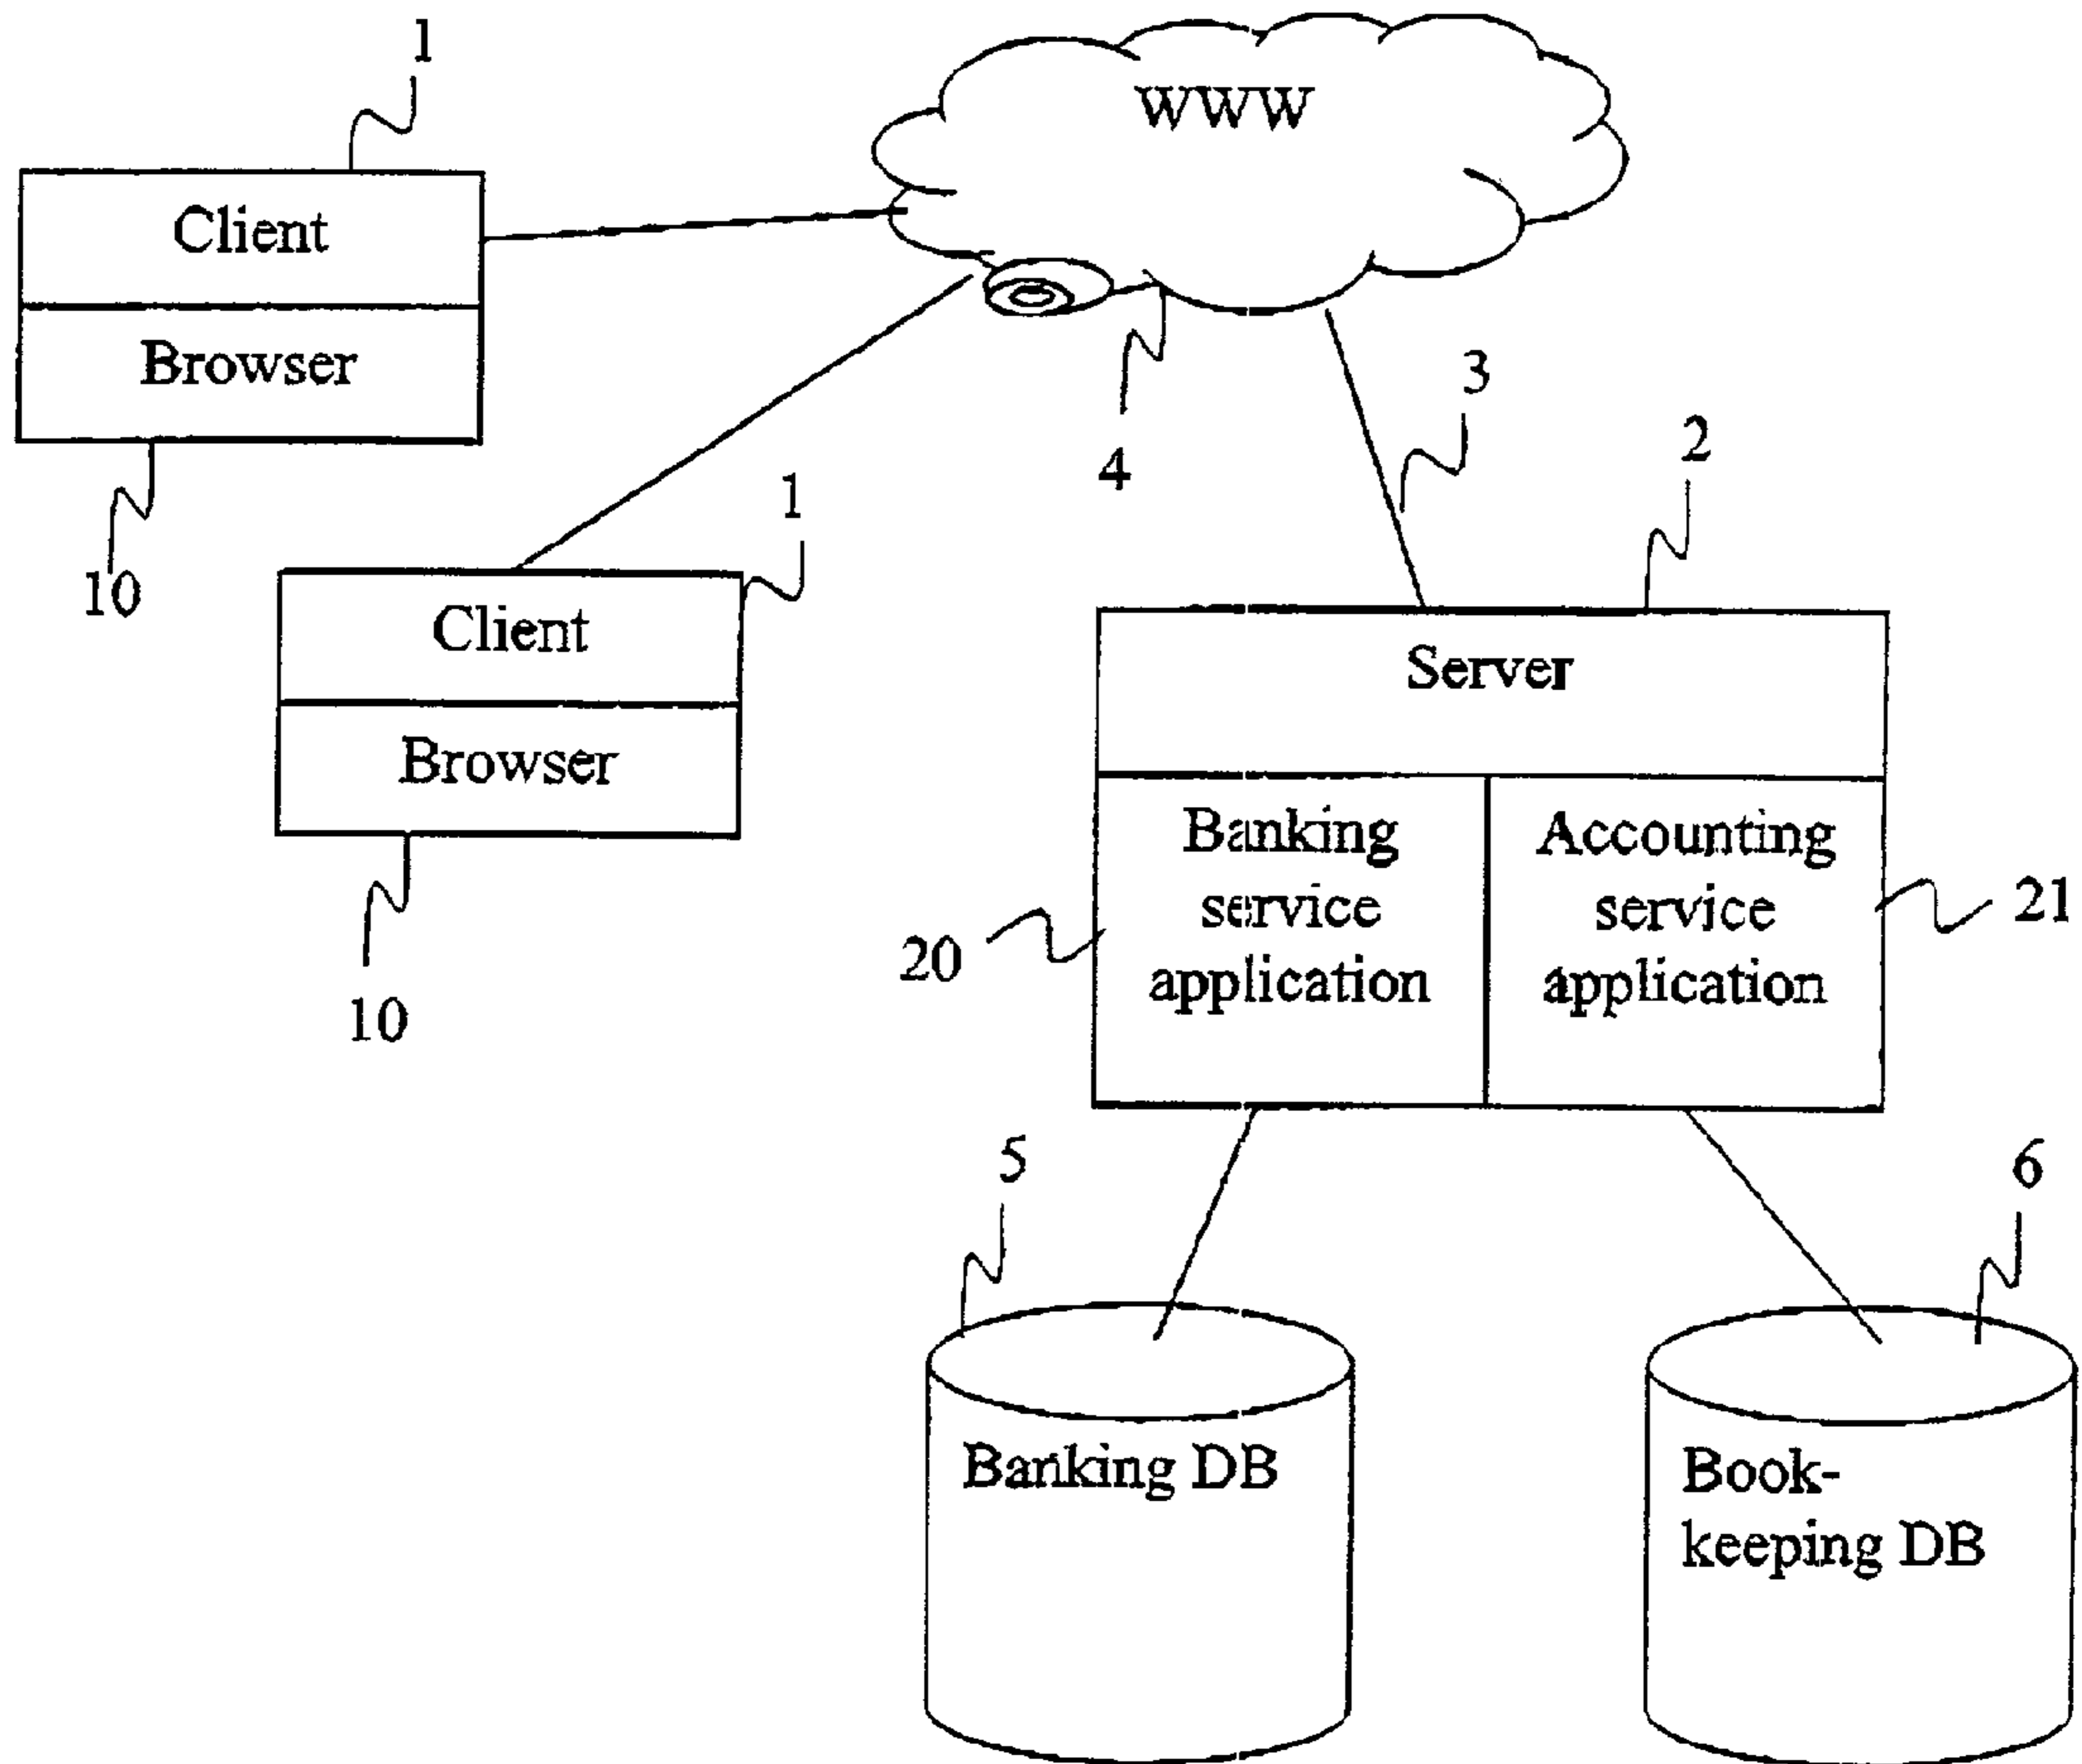 1
WWW
Client
Browser
3
2
4
1
10
Client
Server
Browser
Banking
service
application
Accounting
service
application
20
21
10
5
6
Banking DB
Book-
keeping DB